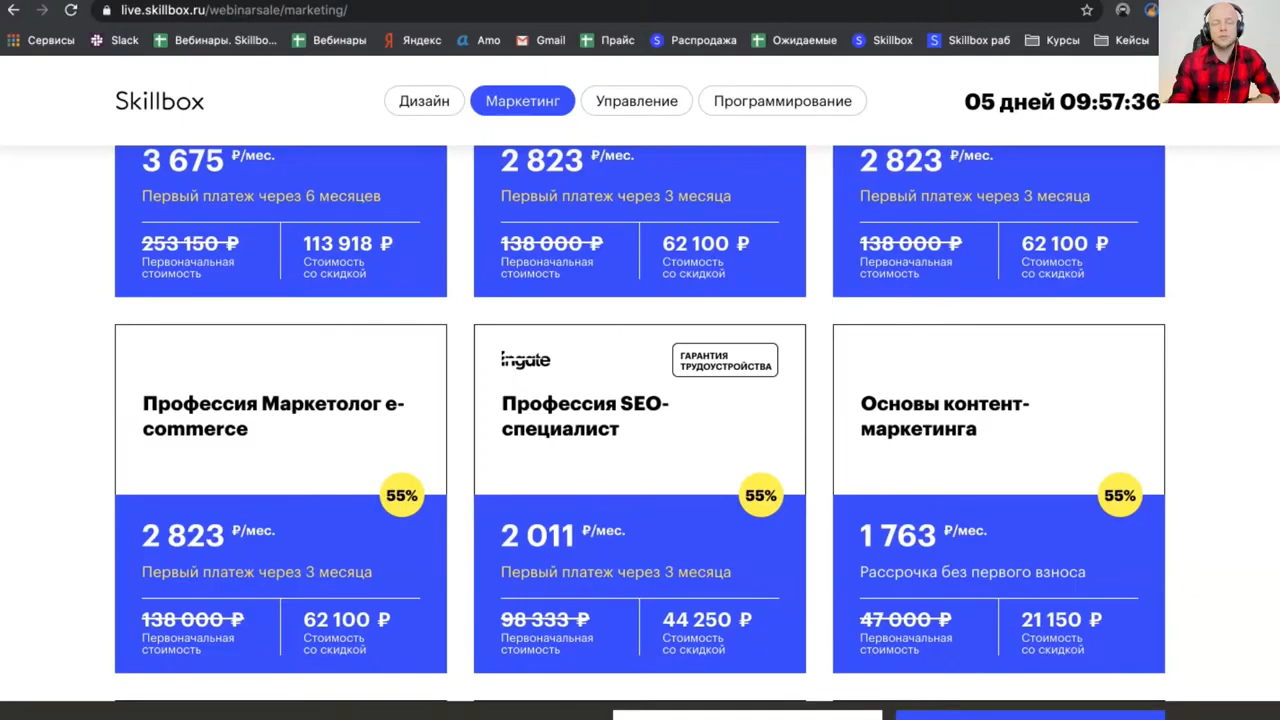 live.skillbox.ru/webinarsale/marketing/
Сервисы Slack Вебинары. Skillbo... Вебинары Яндекс Amo Gmail Прайс Распродажа Ожидаемые Skillbox Skillbox раб Курсы Кейсы
Skillbox Дизайн Маркетинг Управление Программирование 05 дней 09:57:36
3 675 ₽/мес.
Первый платеж через 6 месяцев
253 150 ₽ 113 918 ₽
Первоначальная Стоимость
стоимость со скидкой
2 823 ₽/мес.
Первый платеж через 3 месяца
138 000 ₽ 62 100 ₽
Первоначальная Стоимость
стоимость со скидкой
2 823 ₽/мес.
Первый платеж через 3 месяца
138 000 ₽ 62 100 ₽
Первоначальная Стоимость
стоимость со скидкой
Профессия Маркетолог e-
commerce
55%
2 823 ₽/мес.
Первый платеж через 3 месяца
138 000 ₽ 62 100 ₽
Первоначальная Стоимость
стоимость со скидкой
ingate
ГАРАНТИЯ
ТРУДОУСТРОЙСТВА
Профессия SEO-
специалист
55%
2 011 ₽/мес.
Первый платеж через 3 месяца
98 333 ₽ 44 250 ₽
Первоначальная Стоимость
стоимость со скидкой
Основы контент-
маркетинга
55%
1 763 ₽/мес.
Рассрочка без первого взноса
47 000 ₽ 21 150 ₽
Первоначальная Стоимость
стоимость со скидкой